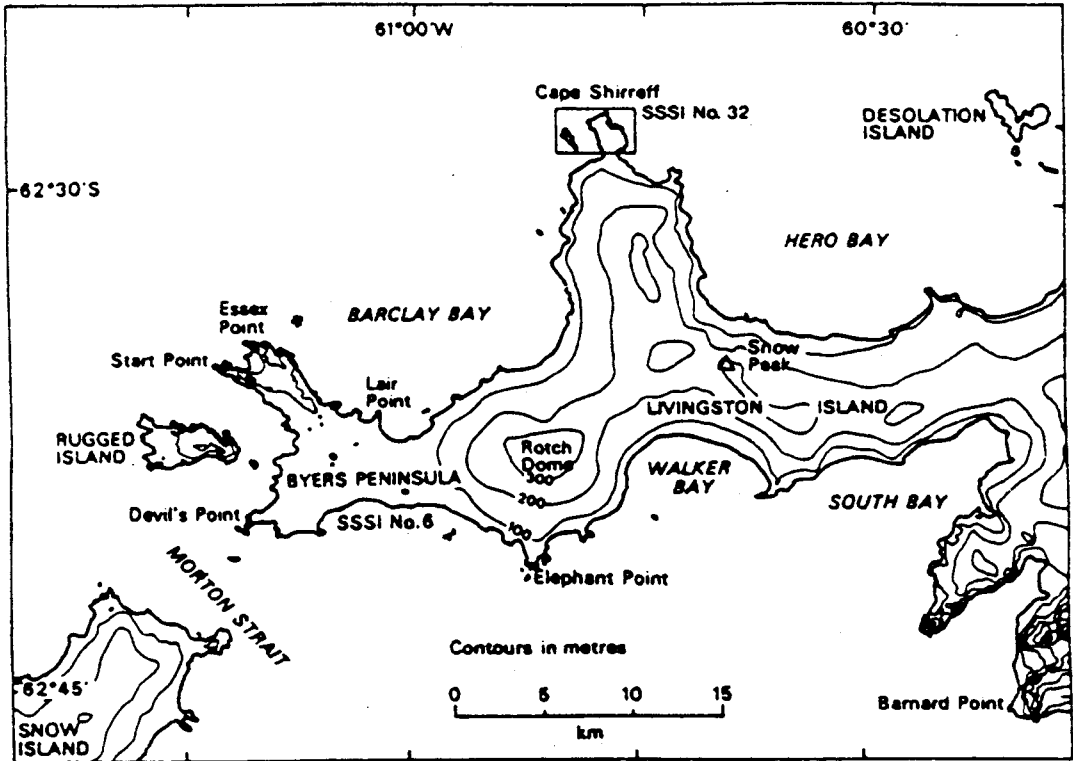 61°00'W
60°30'
Cape Shirreff
SSSI No. 32
DESOLATION
ISLAND
62°30'S
HERO BAY
Essex
Point
BARCLAY BAY
Start Point
Snow
Peak
Lair
Point
LIVINGSTON ISLAND
RUGGED
ISLAND
Rotch
Dome
300
WALKER
BAY
BYERS PENINSULA
200
SOUTH BAY
Devil's Point
SSSI No.6
100
Elephant Point
MORTON STRAIT
Contours in metres
62°45'
0 5 10 15
km
Barnard Point
SNOW
ISLAND